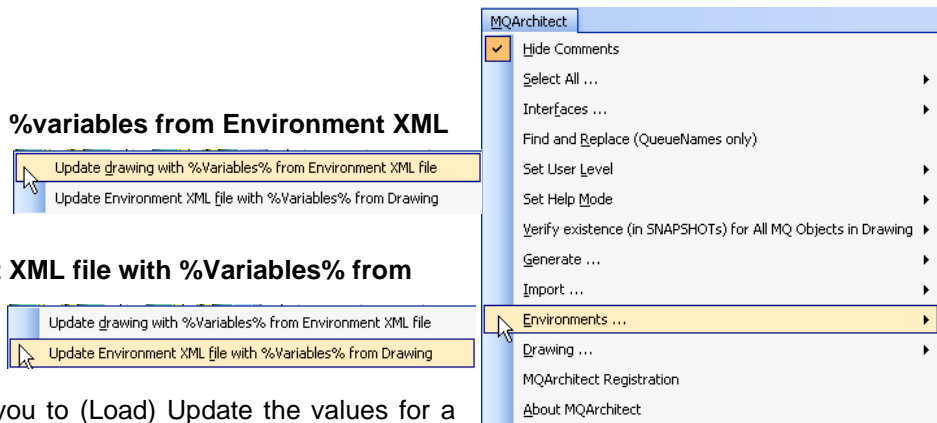 %variables from Environment XML
Update drawing with %Variables% from Environment XML file
Update Environment XML file with %Variables% from Drawing
XML file with %Variables% from
Update drawing with %Variables% from Environment XML file
Update Environment XML file with %Variables% from Drawing
you to (Load) Update the values for a
MQArchitect
Hide Comments
Select All ...
Interfaces ...
Find and Replace (QueueNames only)
Set User Level
Set Help Mode
Verify existence (in SNAPSHOTs) for All MQ Objects in Drawing
Generate ...
Import ...
Environments ...
Drawing ...
MQArchitect Registration
About MQArchitect